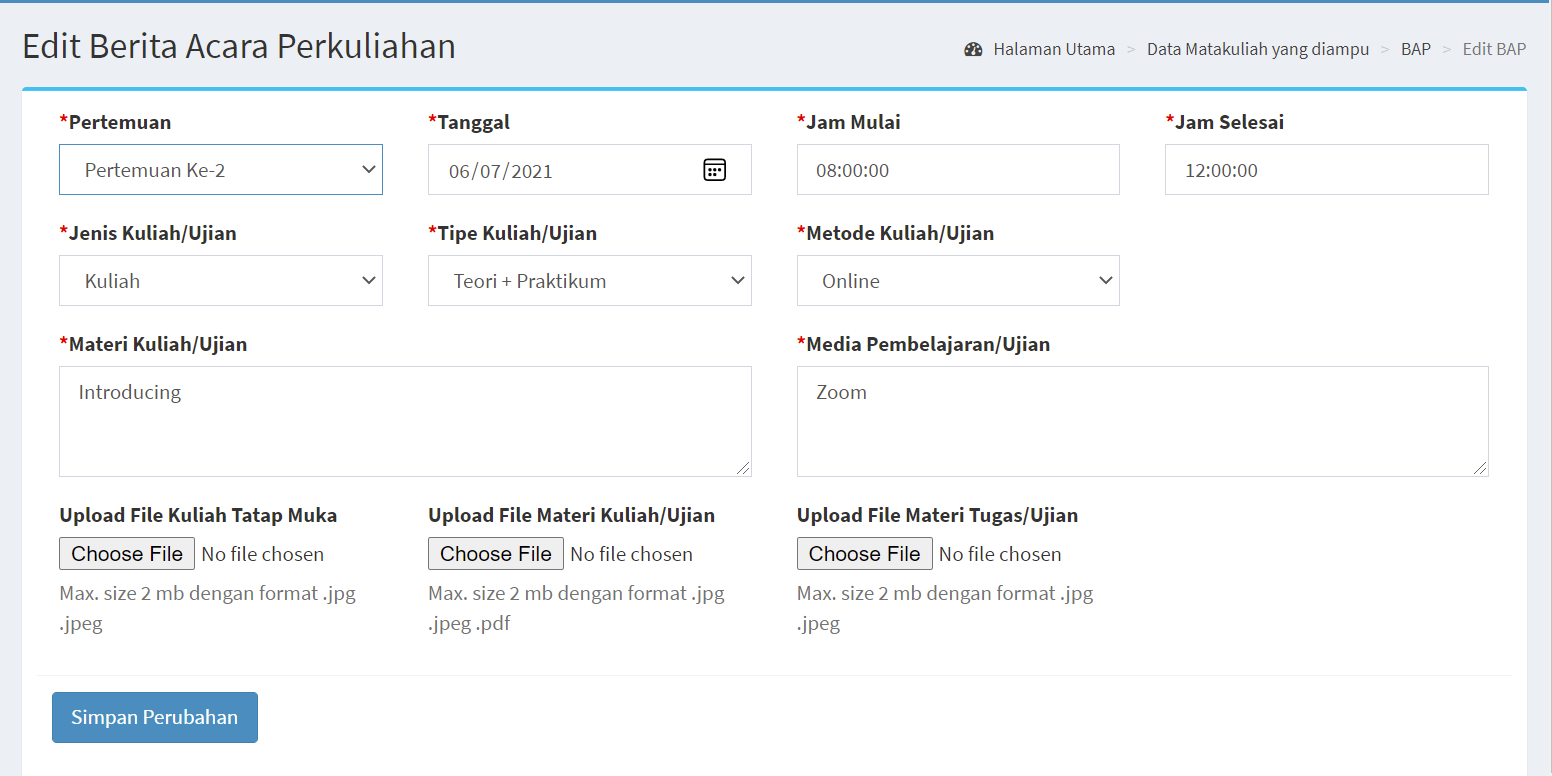 Edit Berita Acara Perkuliahan
Halaman Utama > Data Matakuliah yang diampu > BAP > Edit BAP
*Pertemuan
*Tanggal
*Jam Mulai
*Jam Selesai
Pertemuan Ke-2
06/07/2021
08:00:00
12:00:00
*Jenis Kuliah/Ujian
*Tipe Kuliah/Ujian
*Metode Kuliah/Ujian
Kuliah
Teori + Praktikum
Online
*Materi Kuliah/Ujian
*Media Pembelajaran/Ujian
Introducing
Zoom
Upload File Kuliah Tatap Muka
Choose File No file chosen
Max. size 2 mb dengan format .jpg
.jpeg
Upload File Materi Kuliah/Ujian
Choose File No file chosen
Max. size 2 mb dengan format .jpg
.jpeg .pdf
Upload File Materi Tugas/Ujian
Choose File No file chosen
Max. size 2 mb dengan format .jpg
.jpeg
Simpan Perubahan